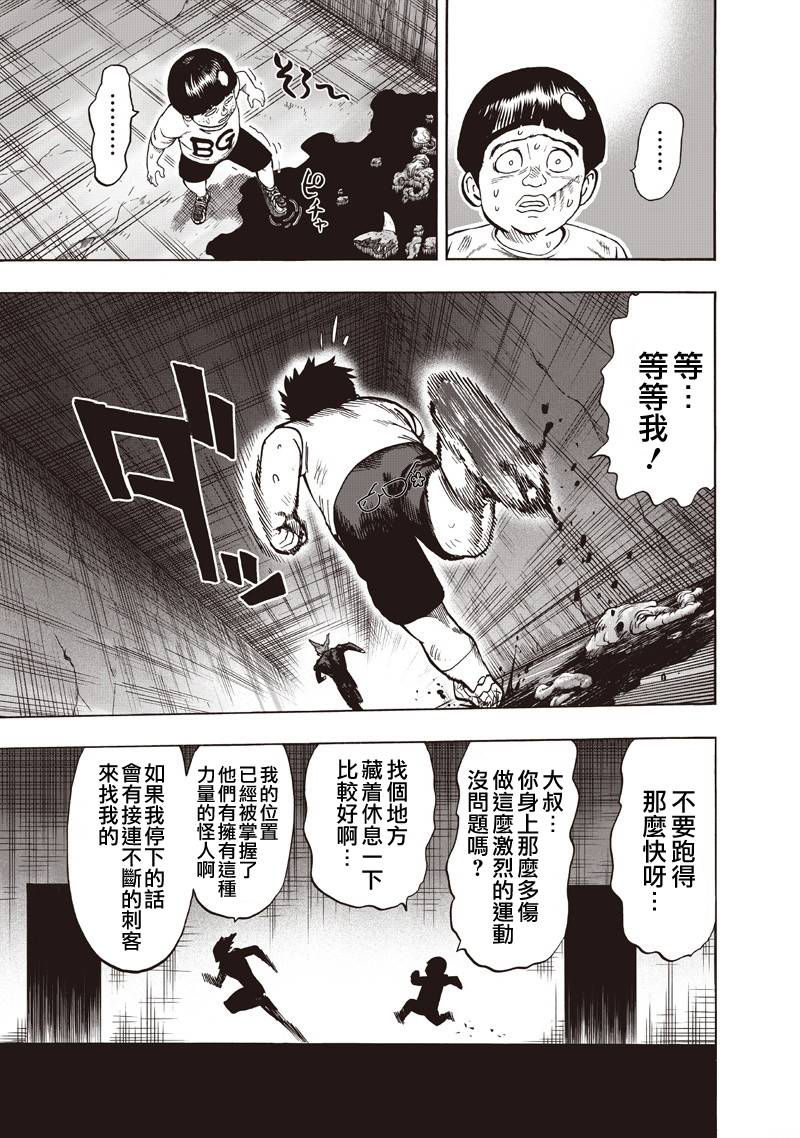 ……
……
そろ〜
ピチャ
BG
等…
等等我！
ダッ
不要跑得
那麼快呀…
大叔…
你身上那麼多傷
做這麼激烈的運動
沒問題嗎？
找個地方
藏着休息一下
比較好啊…
我的位置
已經被掌握了
他們有擁有這種
力量的怪人啊
如果我停下的話
會有接連不斷的刺客
來找我的